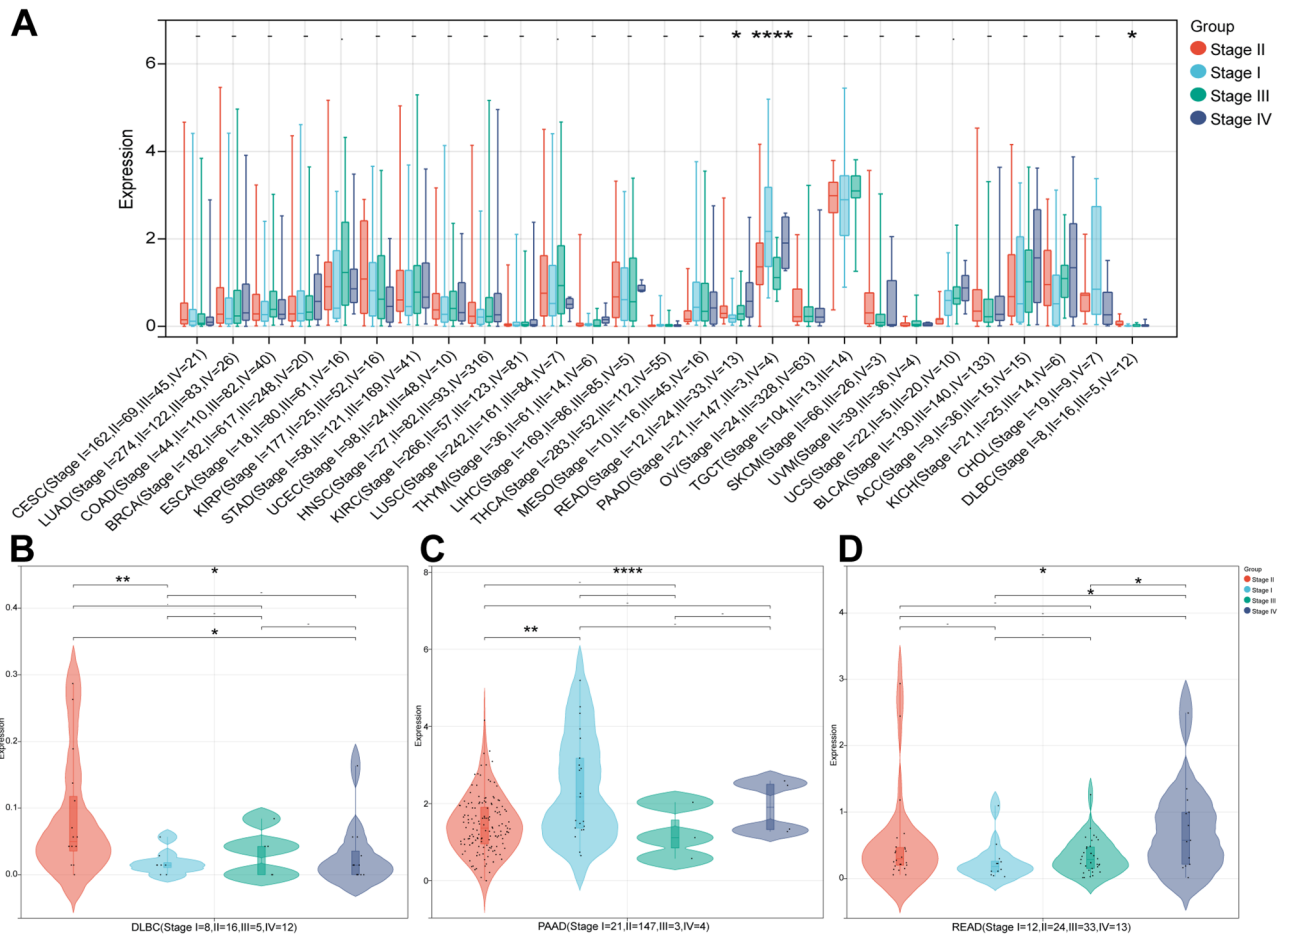 A
- - - - . - - - - - . - - - - * **** - - - - . - - - - *
Group
Stage II
Stage I
Stage III
Stage IV
Expression
6
4
2
0
CESC(Stage I=162,II=69,III=45,IV=21)
LUAD(Stage I=274,II=122,III=83,IV=26)
COAD(Stage I=44,II=110,III=82,IV=40)
BRCA(Stage I=182,II=617,III=248,IV=20)
ESCA(Stage I=18,II=80,III=61,IV=16)
KIRP(Stage I=177,II=25,III=52,IV=16)
STAD(Stage I=58,II=121,III=169,IV=41)
UCEC(Stage I=98,II=24,III=48,IV=10)
HNSC(Stage I=27,II=82,III=93,IV=316)
KIRC(Stage I=266,II=57,III=123,IV=81)
LUSC(Stage I=242,II=161,III=84,IV=7)
THYM(Stage I=36,II=61,III=14,IV=6)
LIHC(Stage I=169,II=86,III=85,IV=5)
THCA(Stage I=283,II=52,III=112,IV=55)
MESO(Stage I=10,II=16,III=45,IV=16)
READ(Stage I=12,II=24,III=33,IV=13)
PAAD(Stage I=21,II=147,III=3,IV=4)
OV(Stage II=24,III=328,IV=63)
TGCT(Stage I=104,II=13,III=14)
SKCM(Stage II=66,III=26,IV=3)
UVM(Stage II=39,III=36,IV=4)
UCS(Stage I=22,II=5,III=20,IV=10)
BLCA(Stage II=130,III=140,IV=133)
ACC(Stage I=9,II=36,III=15,IV=15)
KICH(Stage I=21,II=25,III=14,IV=6)
CHOL(Stage I=19,II=9,IV=7)
DLBC(Stage I=8,II=16,III=5,IV=12)
B
*
**
*
Expression
0.4
0.3
0.2
0.1
0.0
DLBC(Stage I=8,II=16,III=5,IV=12)
C
****
**
Expression
8
6
4
2
0
PAAD(Stage I=21,II=147,III=3,IV=4)
D
*
*
*
Expression
4
3
2
1
0
READ(Stage I=12,II=24,III=33,IV=13)
Group
Stage II
Stage I
Stage III
Stage IV